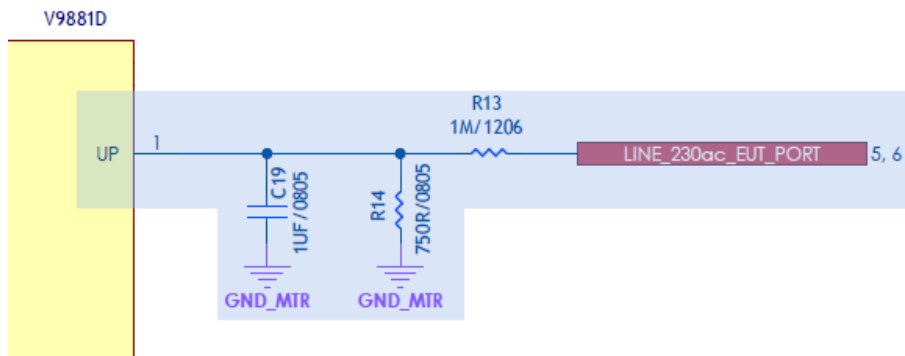 V9881D
R13
1M/1206
UP
1
LINE_230ac_EUT_PORT
5, 6
C19
1UF/0805
R14
750R/0805
GND_MTR
GND_MTR